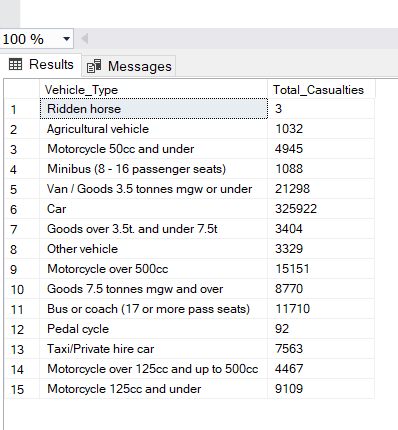 100 %
Results Messages
Vehicle_Type Total_Casualties
1 Ridden horse 3
2 Agricultural vehicle 1032
3 Motorcycle 50cc and under 4945
4 Minibus (8 - 16 passenger seats) 1088
5 Van / Goods 3.5 tonnes mgw or under 21298
6 Car 325922
7 Goods over 3.5t. and under 7.5t 3404
8 Other vehicle 3329
9 Motorcycle over 500cc 15151
10 Goods 7.5 tonnes mgw and over 8770
11 Bus or coach (17 or more pass seats) 11710
12 Pedal cycle 92
13 Taxi/Private hire car 7563
14 Motorcycle over 125cc and up to 500cc 4467
15 Motorcycle 125cc and under 9109